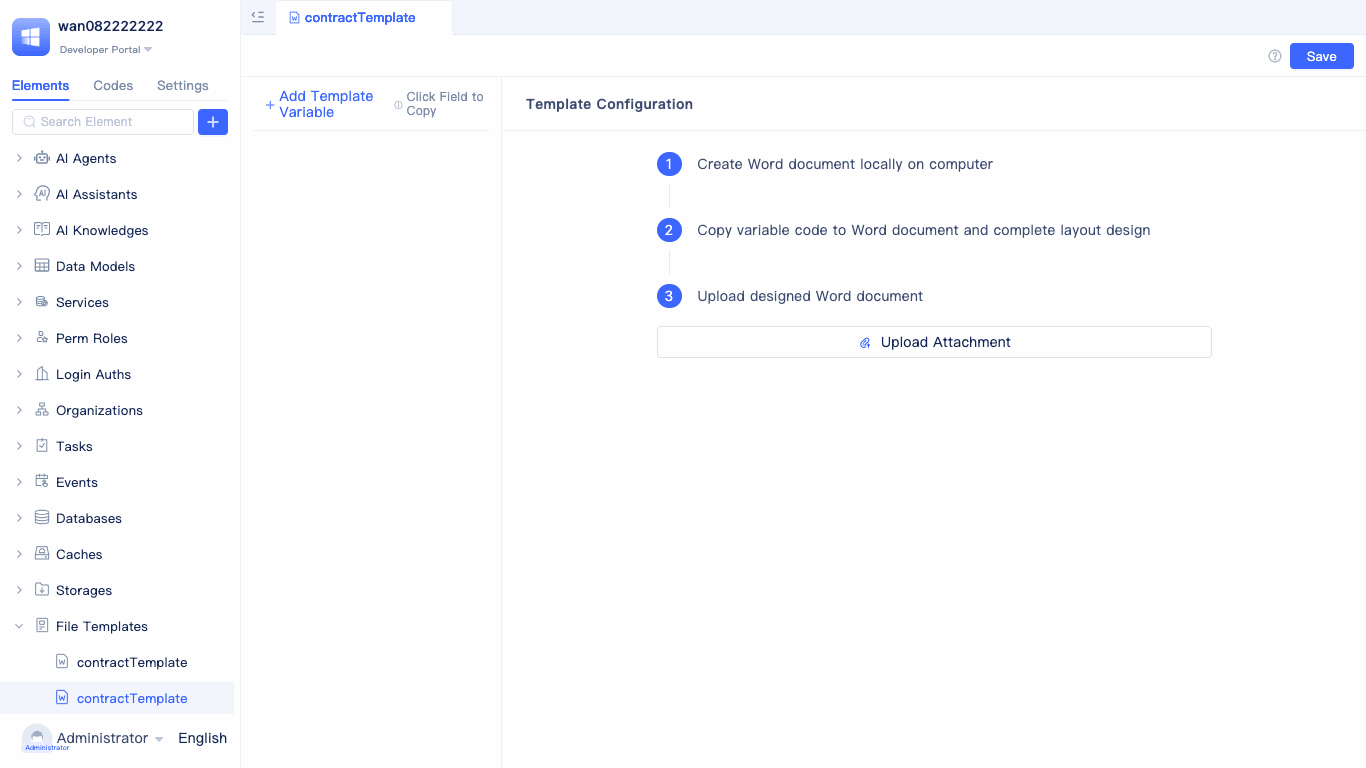 wan082222222
Developer Portal
Elements Codes Settings
Search Element
AI Agents
AI Assistants
AI Knowledges
Data Models
Services
Perm Roles
Login Auths
Organizations
Tasks
Events
Databases
Caches
Storages
File Templates
contractTemplate
contractTemplate
Administrator
Administrator
English
contractTemplate
Save
Add Template
Variable
Click Field to
Copy
Template Configuration
1 Create Word document locally on computer
2 Copy variable code to Word document and complete layout design
3 Upload designed Word document
Upload Attachment